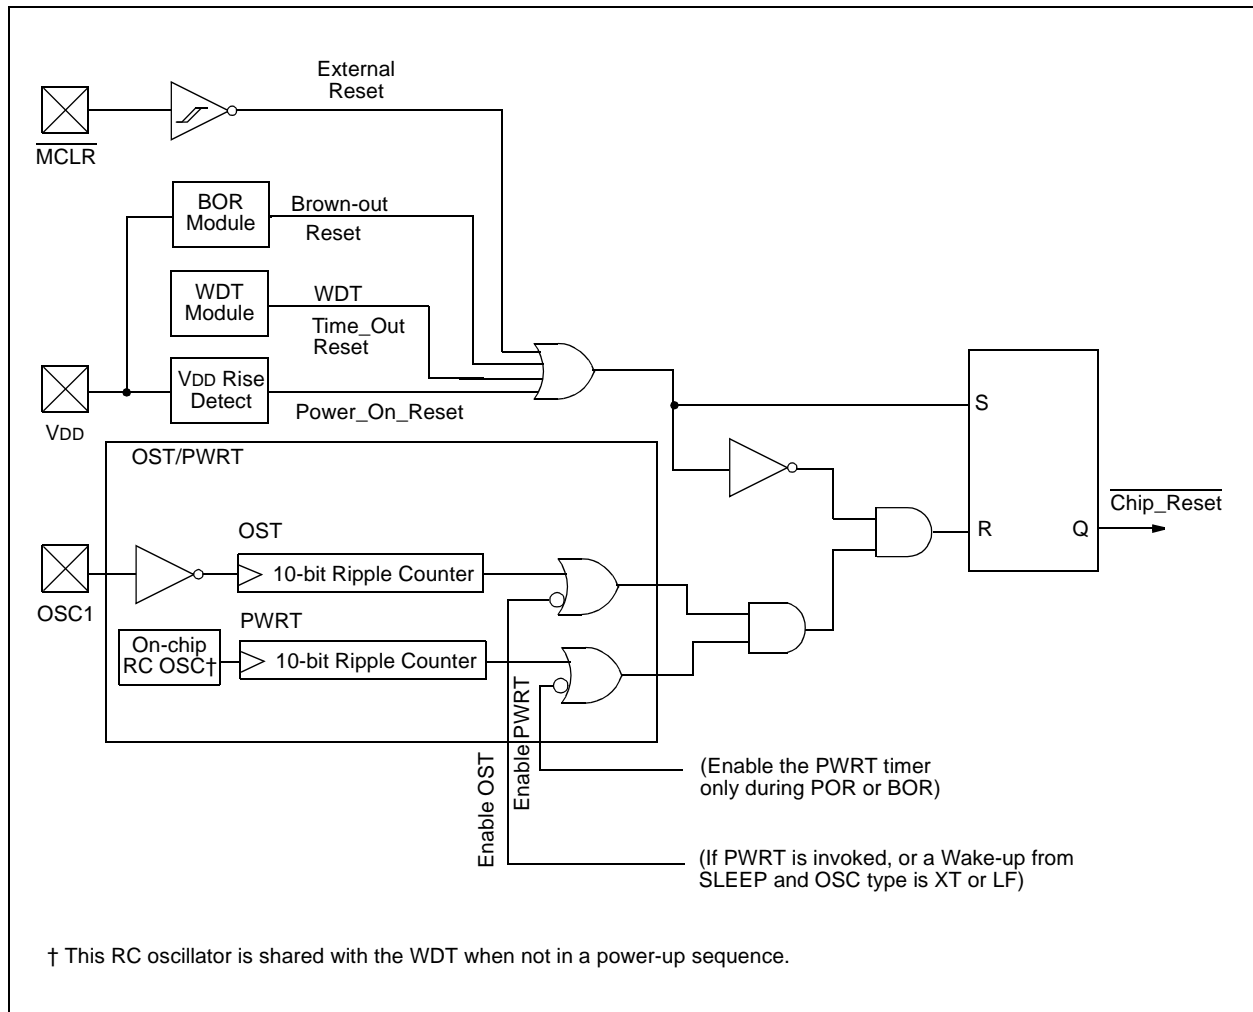 External
Reset
MCLR
BOR
Module
Brown-out
Reset
WDT
Module
WDT
Time_Out
Reset
VDD Rise
Detect
Power_On_Reset
VDD
OST/PWRT
S
R
Q
Chip_Reset
OST
10-bit Ripple Counter
OSC1
PWRT
On-chip
RC OSC†
10-bit Ripple Counter
Enable OST
Enable PWRT
(Enable the PWRT timer
only during POR or BOR)
(If PWRT is invoked, or a Wake-up from
SLEEP and OSC type is XT or LF)
† This RC oscillator is shared with the WDT when not in a power-up sequence.